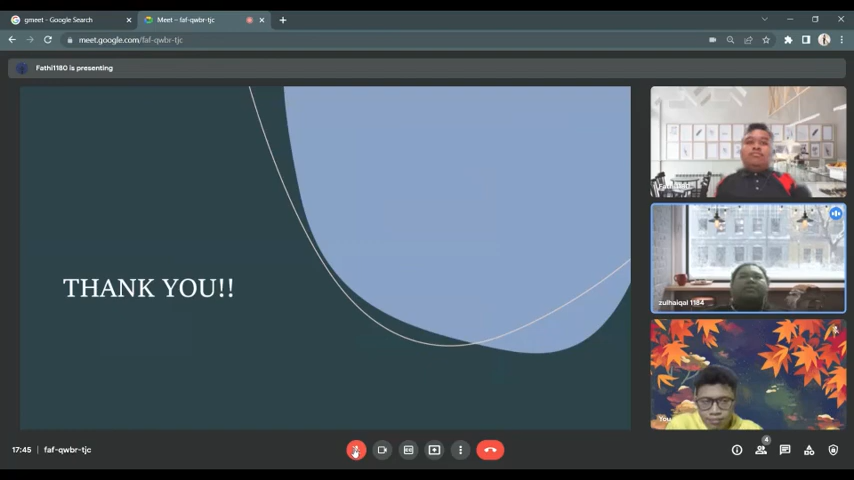 gmeet - Google Search
Meet – faf-qwbr-tjc
meet.google.com/faf-qwbr-tjc
Fathi1180 is presenting
THANK YOU!!
zulhaiqal 1184
You
17:45
faf-qwbr-tjc
4